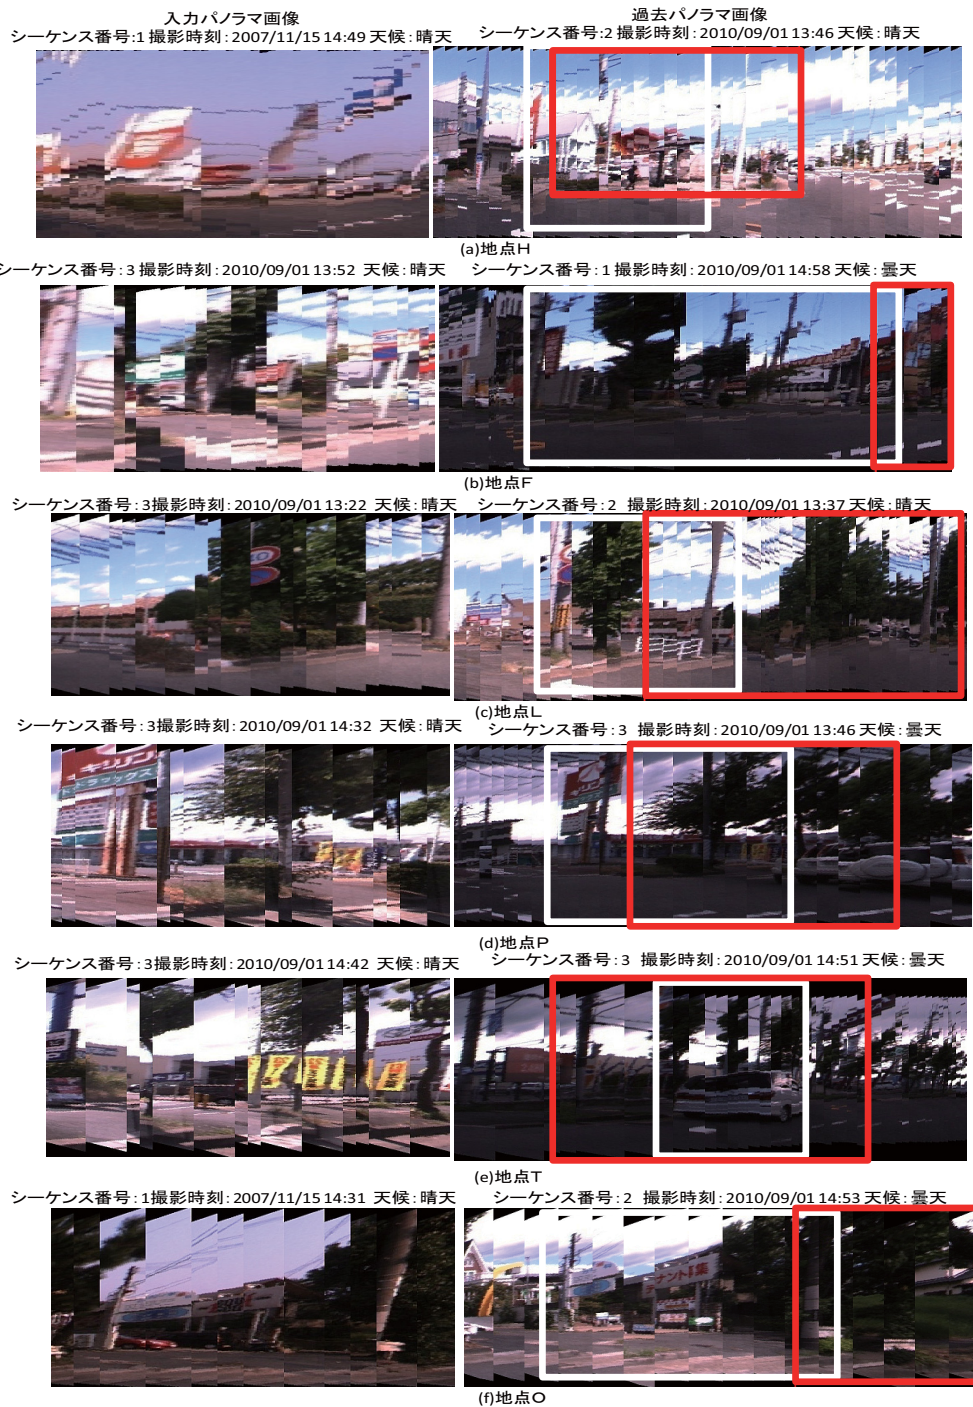 入力パノラマ画像
過去パノラマ画像
シーケンス番号:1 撮影時刻:2007/11/15 14:49 天候:晴天
シーケンス番号:2 撮影時刻:2010/09/01 13:46 天候:晴天
(a)地点H
シーケンス番号:3 撮影時刻:2010/09/01 13:52 天候:晴天
シーケンス番号:1 撮影時刻:2010/09/01 14:58 天候:曇天
(b)地点F
シーケンス番号:3撮影時刻:2010/09/01 13:22 天候:晴天
シーケンス番号:2 撮影時刻:2010/09/01 13:37 天候:晴天
(c)地点L
シーケンス番号:3撮影時刻:2010/09/01 14:32 天候:晴天
シーケンス番号:3 撮影時刻:2010/09/01 13:46 天候:曇天
キリン
(d)地点P
シーケンス番号:3撮影時刻:2010/09/01 14:42 天候:晴天
シーケンス番号:3 撮影時刻:2010/09/01 14:51 天候:曇天
(e)地点T
シーケンス番号:1撮影時刻:2007/11/15 14:31 天候:晴天
シーケンス番号:2 撮影時刻:2010/09/01 14:53 天候:曇天
(f)地点O